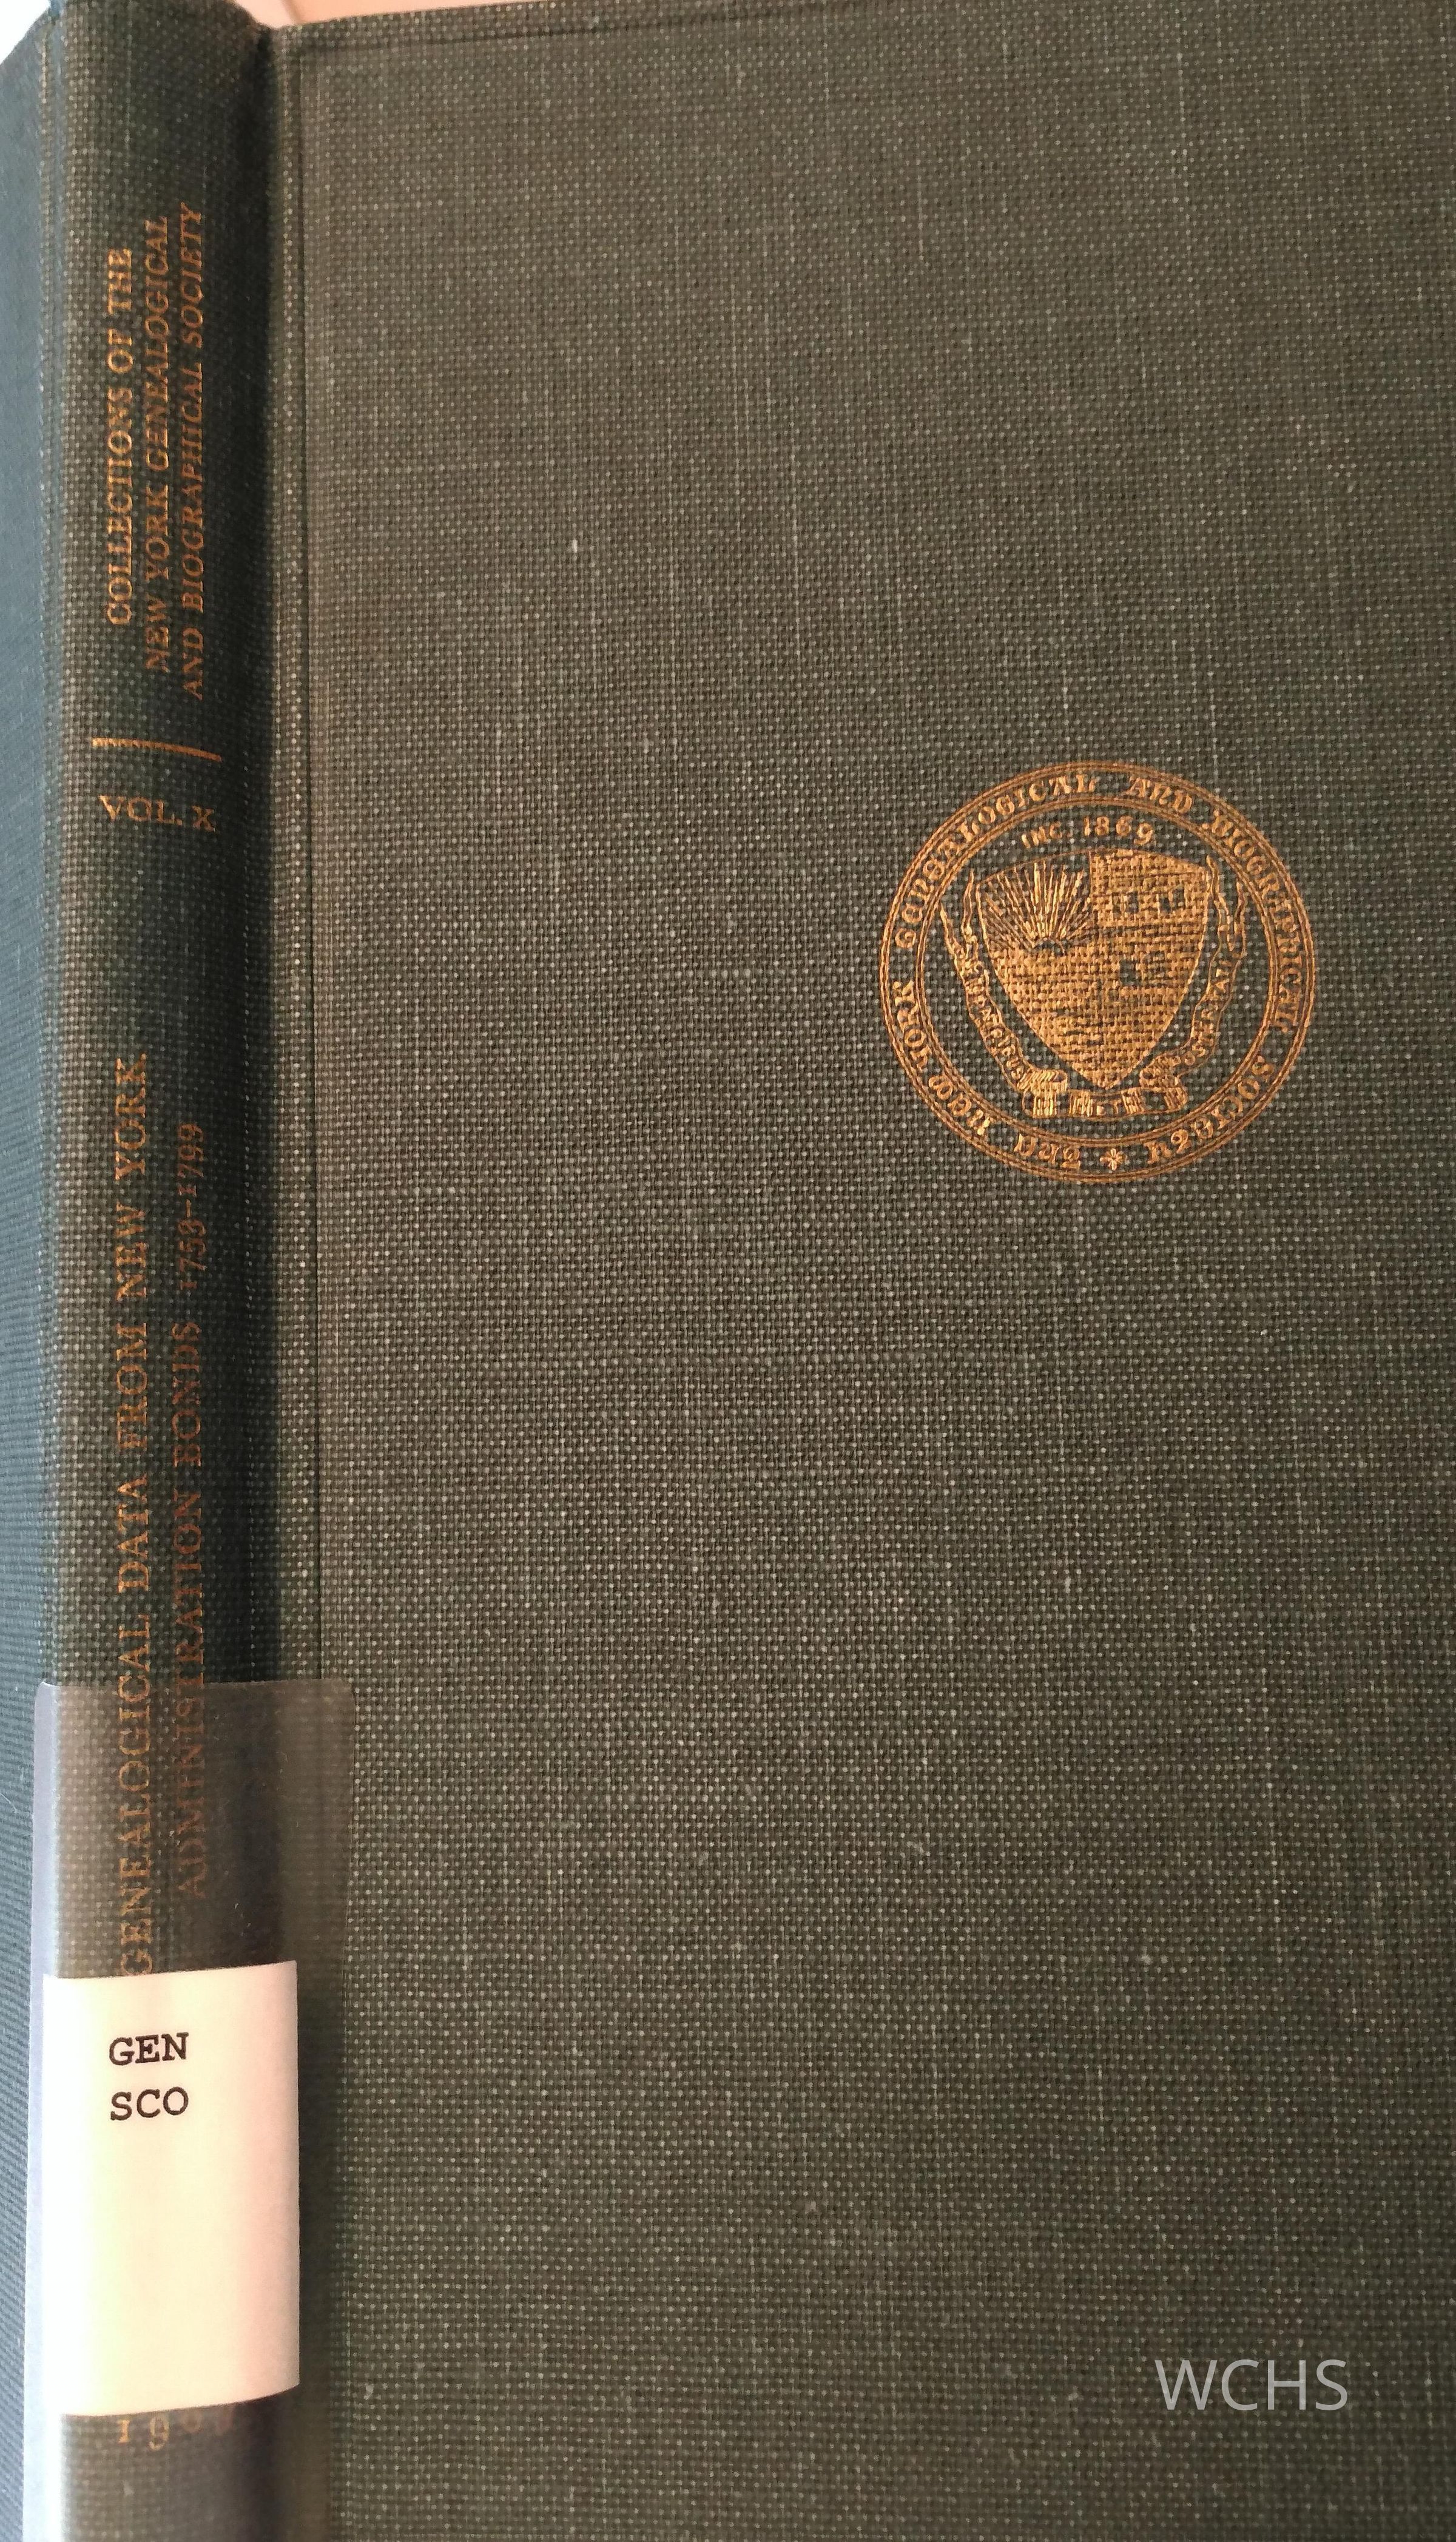 COLLECTIONS OF THE
NEW YORK GENEALOGICAL
AND BIOGRAPHICAL SOCIETY
VOL. X
GENEALOGICAL DATA FROM NEW YORK
ADMINISTRATION BONDS 1753-1799
GEN
SCO
THE NEW YORK GENEALOGICAL AND BIOGRAPHICAL SOCIETY
INC. 1869
WCHS